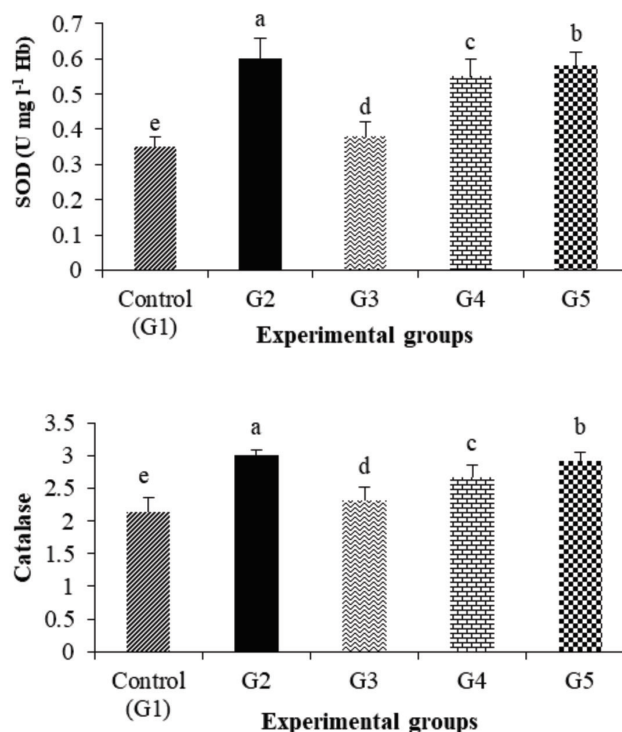 SOD (U mg l⁻¹ Hb)
0.7
0.6
0.5
0.4
0.3
0.2
0.1
0
e
a
d
c
b
Control (G1)
G2
G3
G4
G5
Experimental groups
Catalase
3.5
3
2.5
2
1.5
1
0.5
0
e
a
d
c
b
Control (G1)
G2
G3
G4
G5
Experimental groups